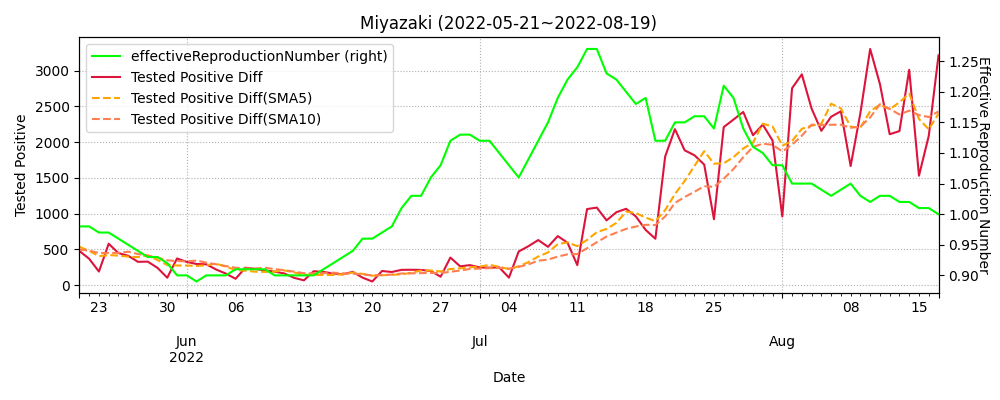 Miyazaki (2022-05-21~2022-08-19)
effectiveReproductionNumber (right)
Tested Positive Diff
Tested Positive Diff(SMA5)
Tested Positive Diff(SMA10)
Tested Positive
3000
2500
2000
1500
1000
500
0
1.25
1.20
1.15
1.10
1.05
1.00
0.95
0.90
Effective Reproduction Number
23 30 06 13 20 27 04 11 18 25 08 15
Jun Jul Aug
2022
Date